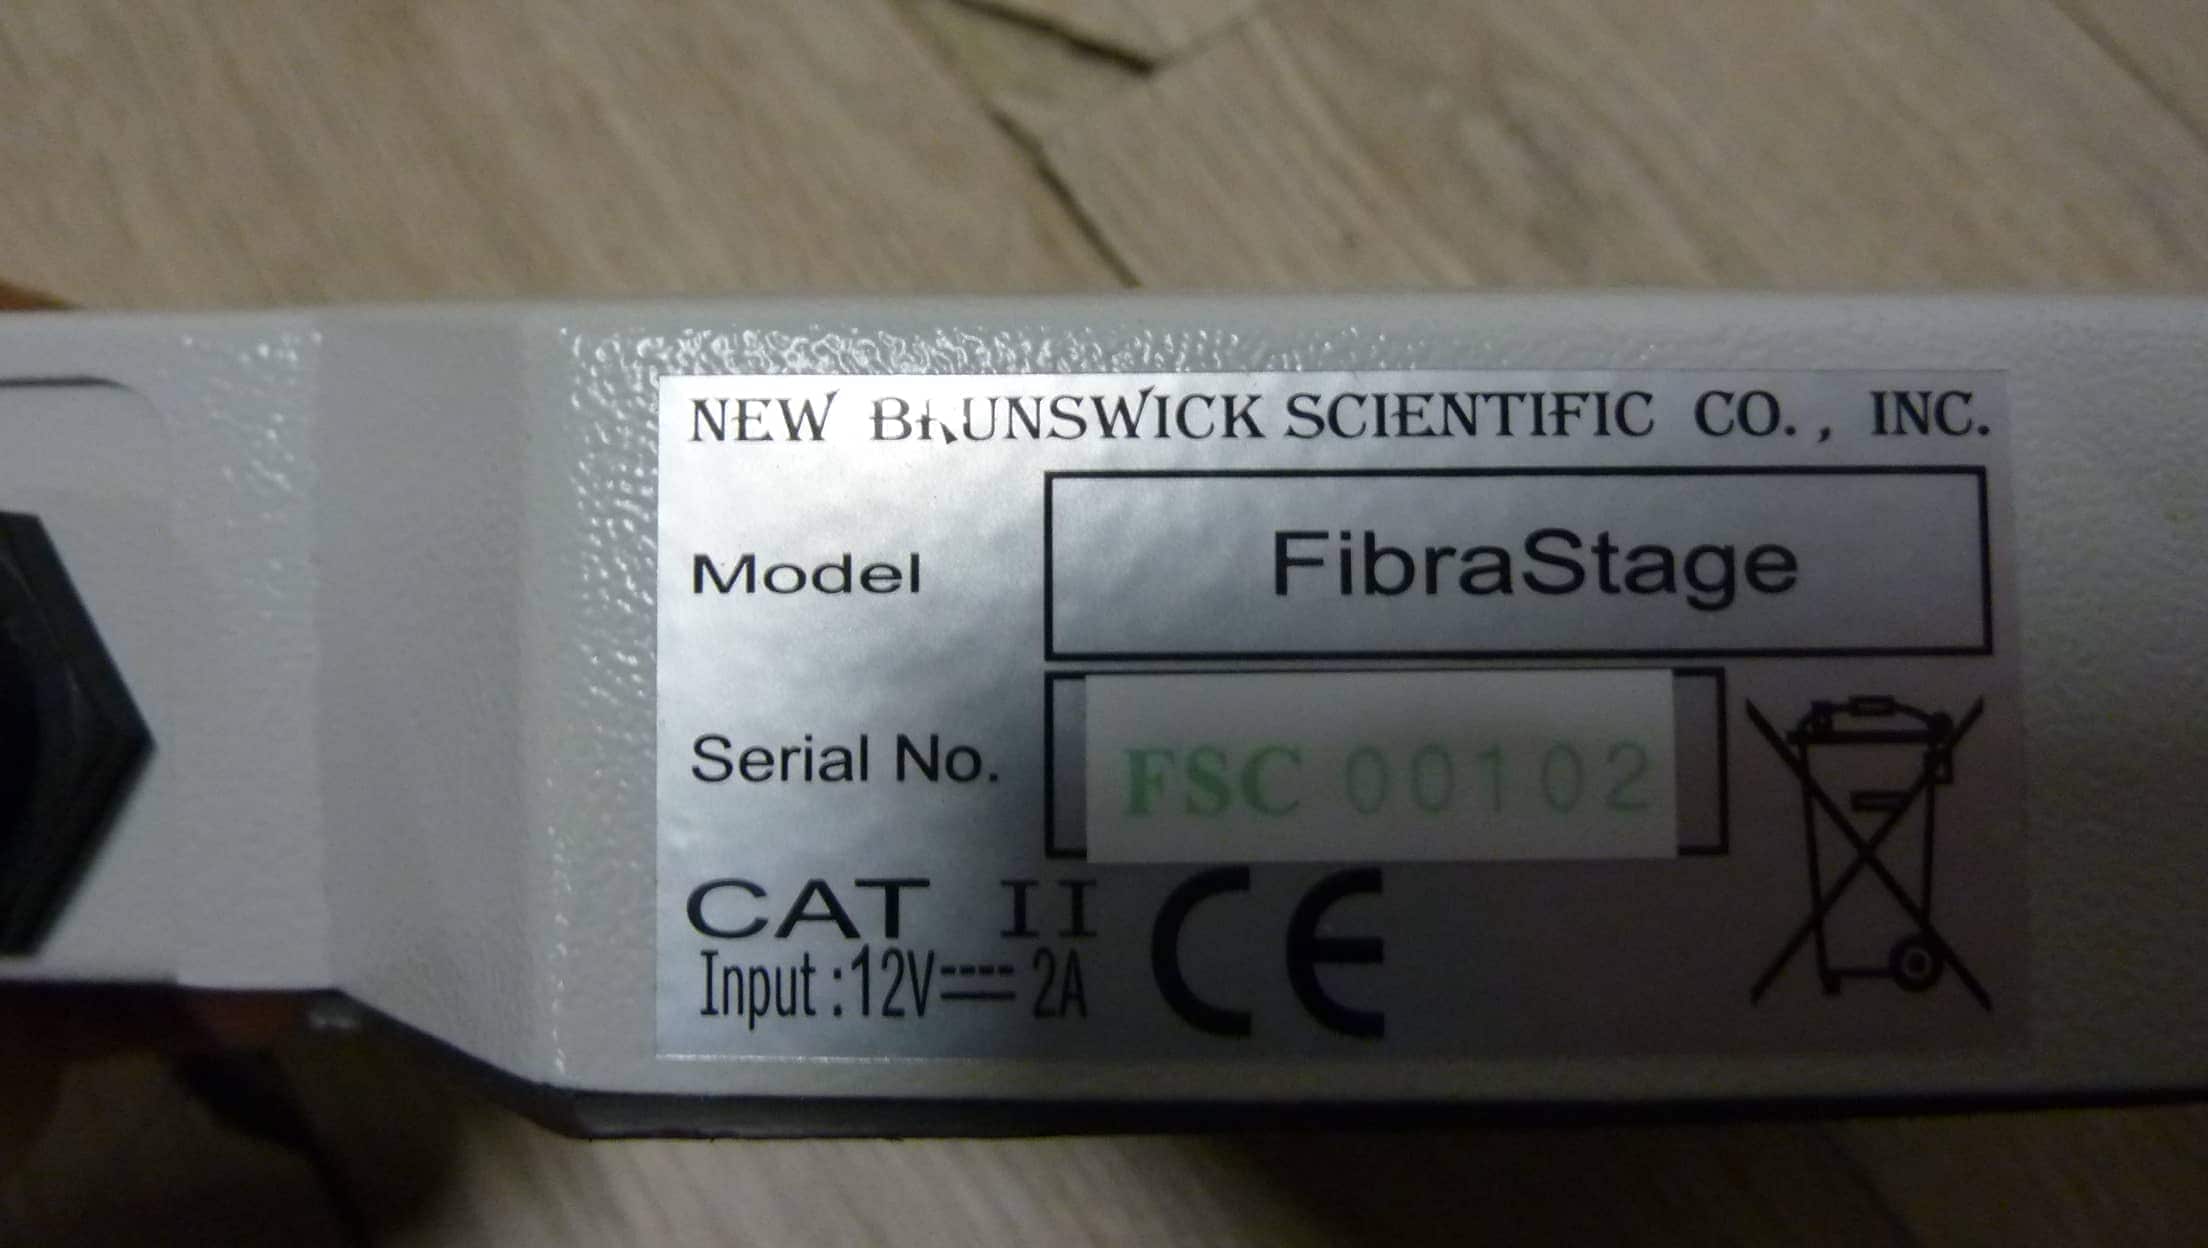 NEW BRUNSWICK SCIENTIFIC CO., INC.
Model FibraStage
Serial No. FSC 00102
CAT II CE
Input:12V⎓2A